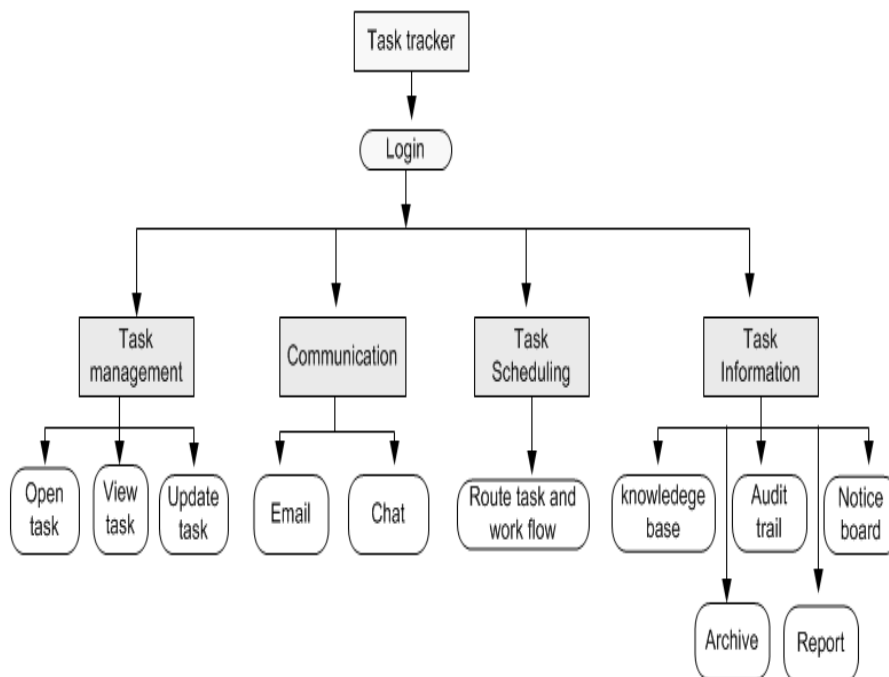 Task tracker
Login
Task
management
Communication
Task
Scheduling
Task
Information
Open
task
View
task
Update
task
Email
Chat
Route task and
work flow
knowledege
base
Audit
trail
Notice
board
Archive
Report